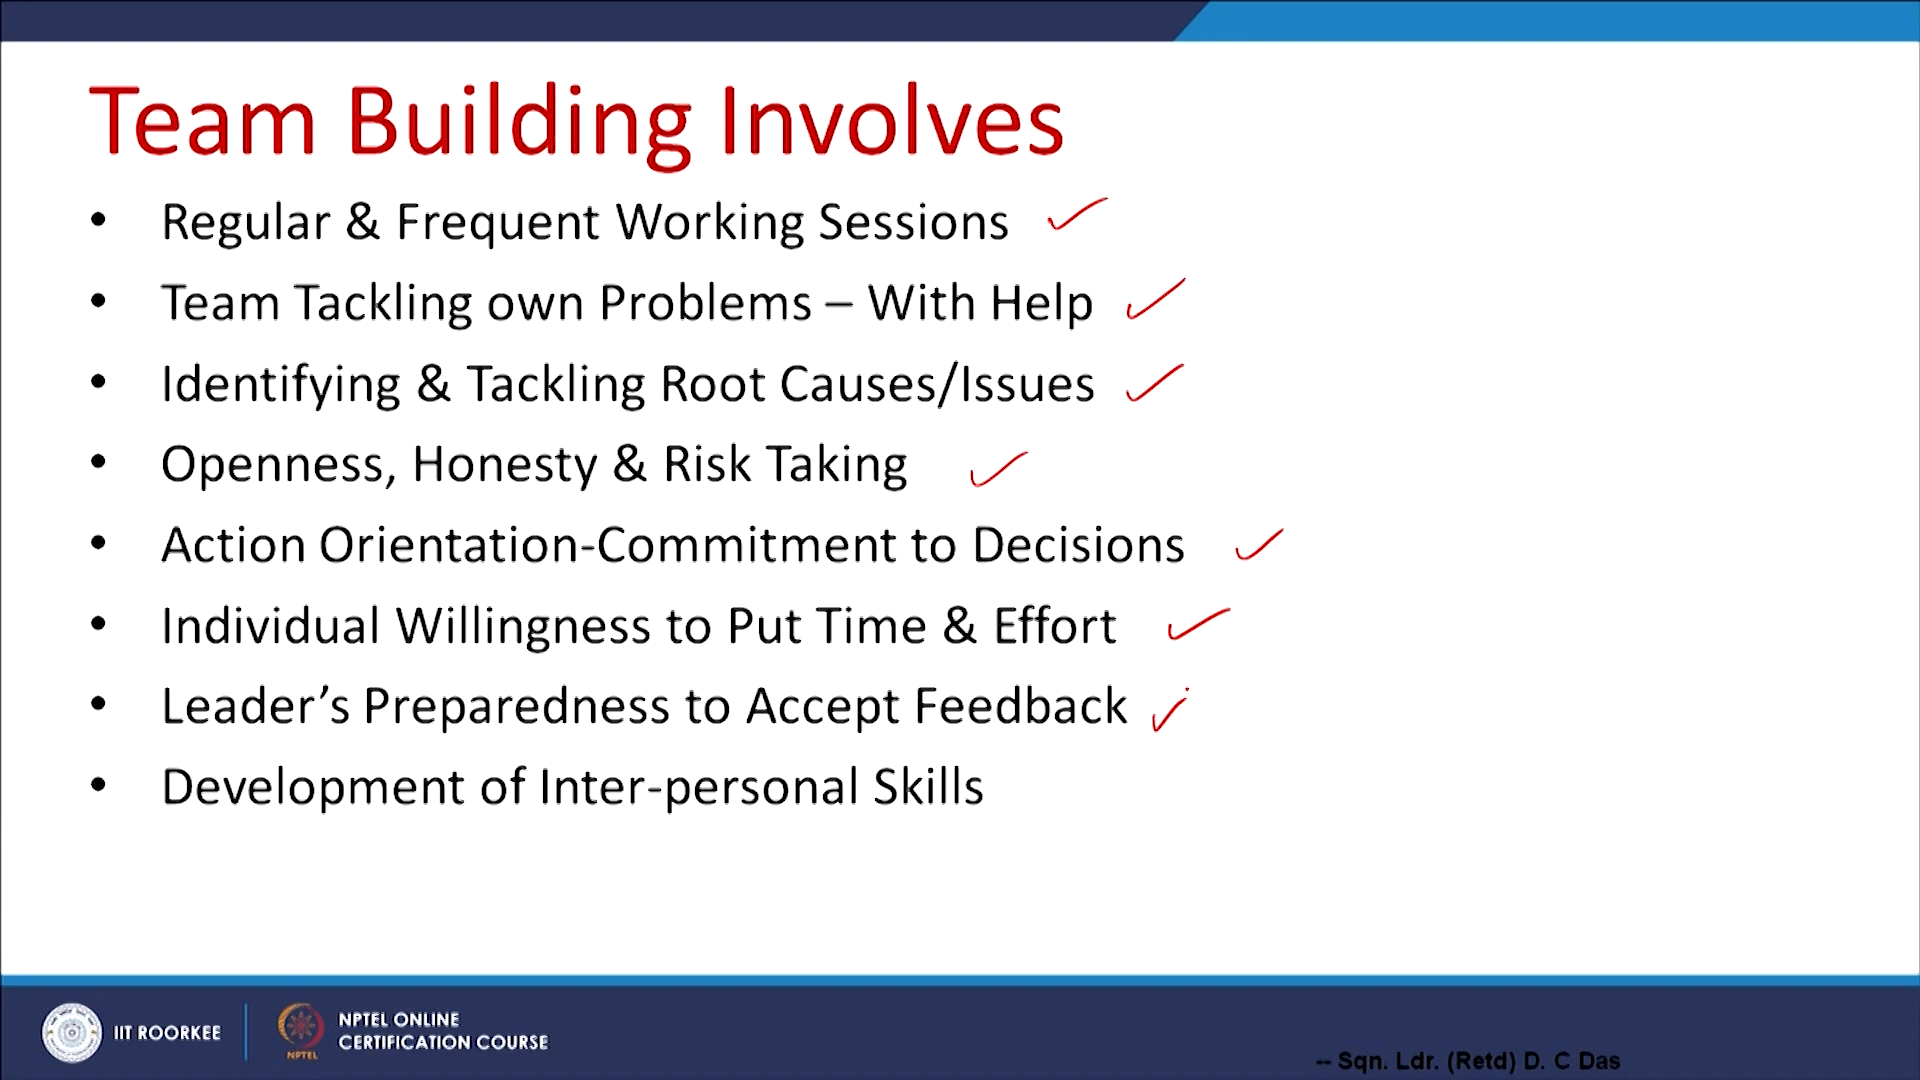 Team Building Involves
• Regular & Frequent Working Sessions
• Team Tackling own Problems – With Help
• Identifying & Tackling Root Causes/Issues
• Openness, Honesty & Risk Taking
• Action Orientation-Commitment to Decisions
• Individual Willingness to Put Time & Effort
• Leader’s Preparedness to Accept Feedback
• Development of Inter-personal Skills
IIT ROORKEE
NPTEL
NPTEL ONLINE
CERTIFICATION COURSE
-- Sqn. Ldr. (Retd) D. C Das